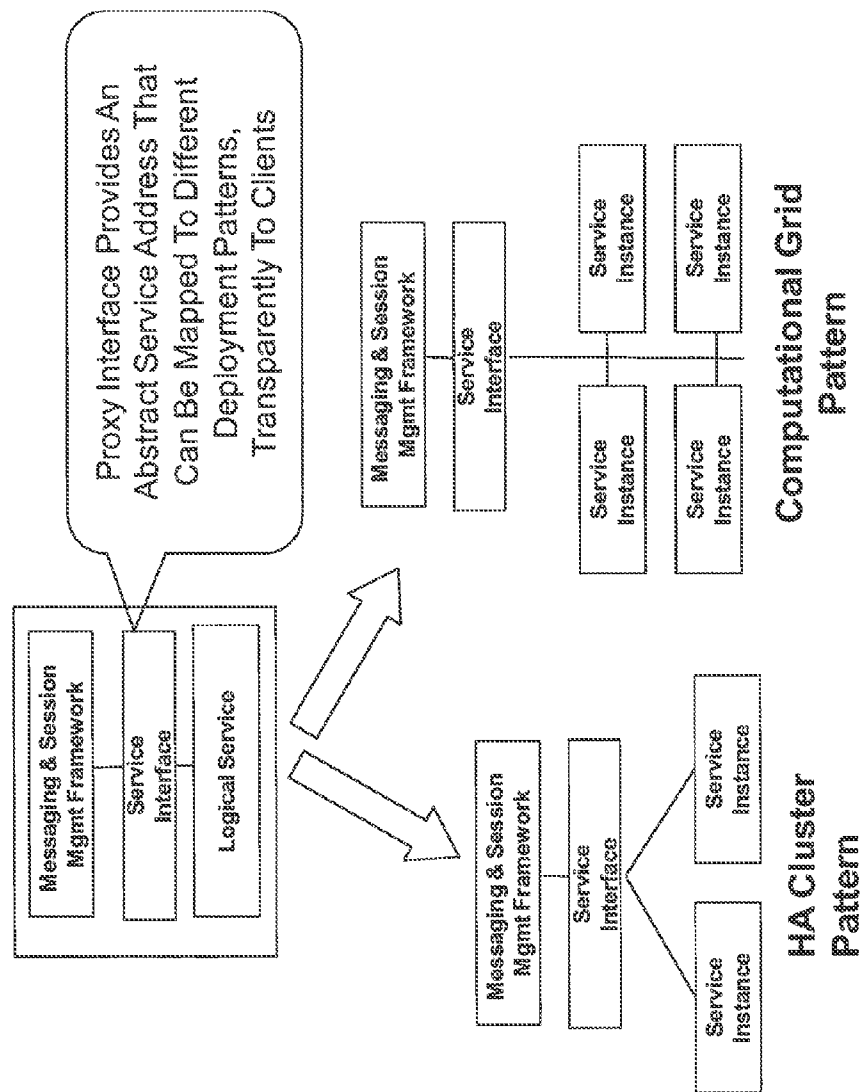 Messaging & Session
Mgmt Framework
Service
Interface
Logical Service
Proxy Interface Provides An
Abstract Service Address That
Can Be Mapped To Different
Deployment Patterns,
Transparently To Clients
Messaging & Session
Mgmt Framework
Service
Interface
Service
Instance
Service
Instance
HA Cluster
Pattern
Messaging & Session
Mgmt Framework
Service
Interface
Service
Instance
Service
Instance
Service
Instance
Service
Instance
Computational Grid
Pattern